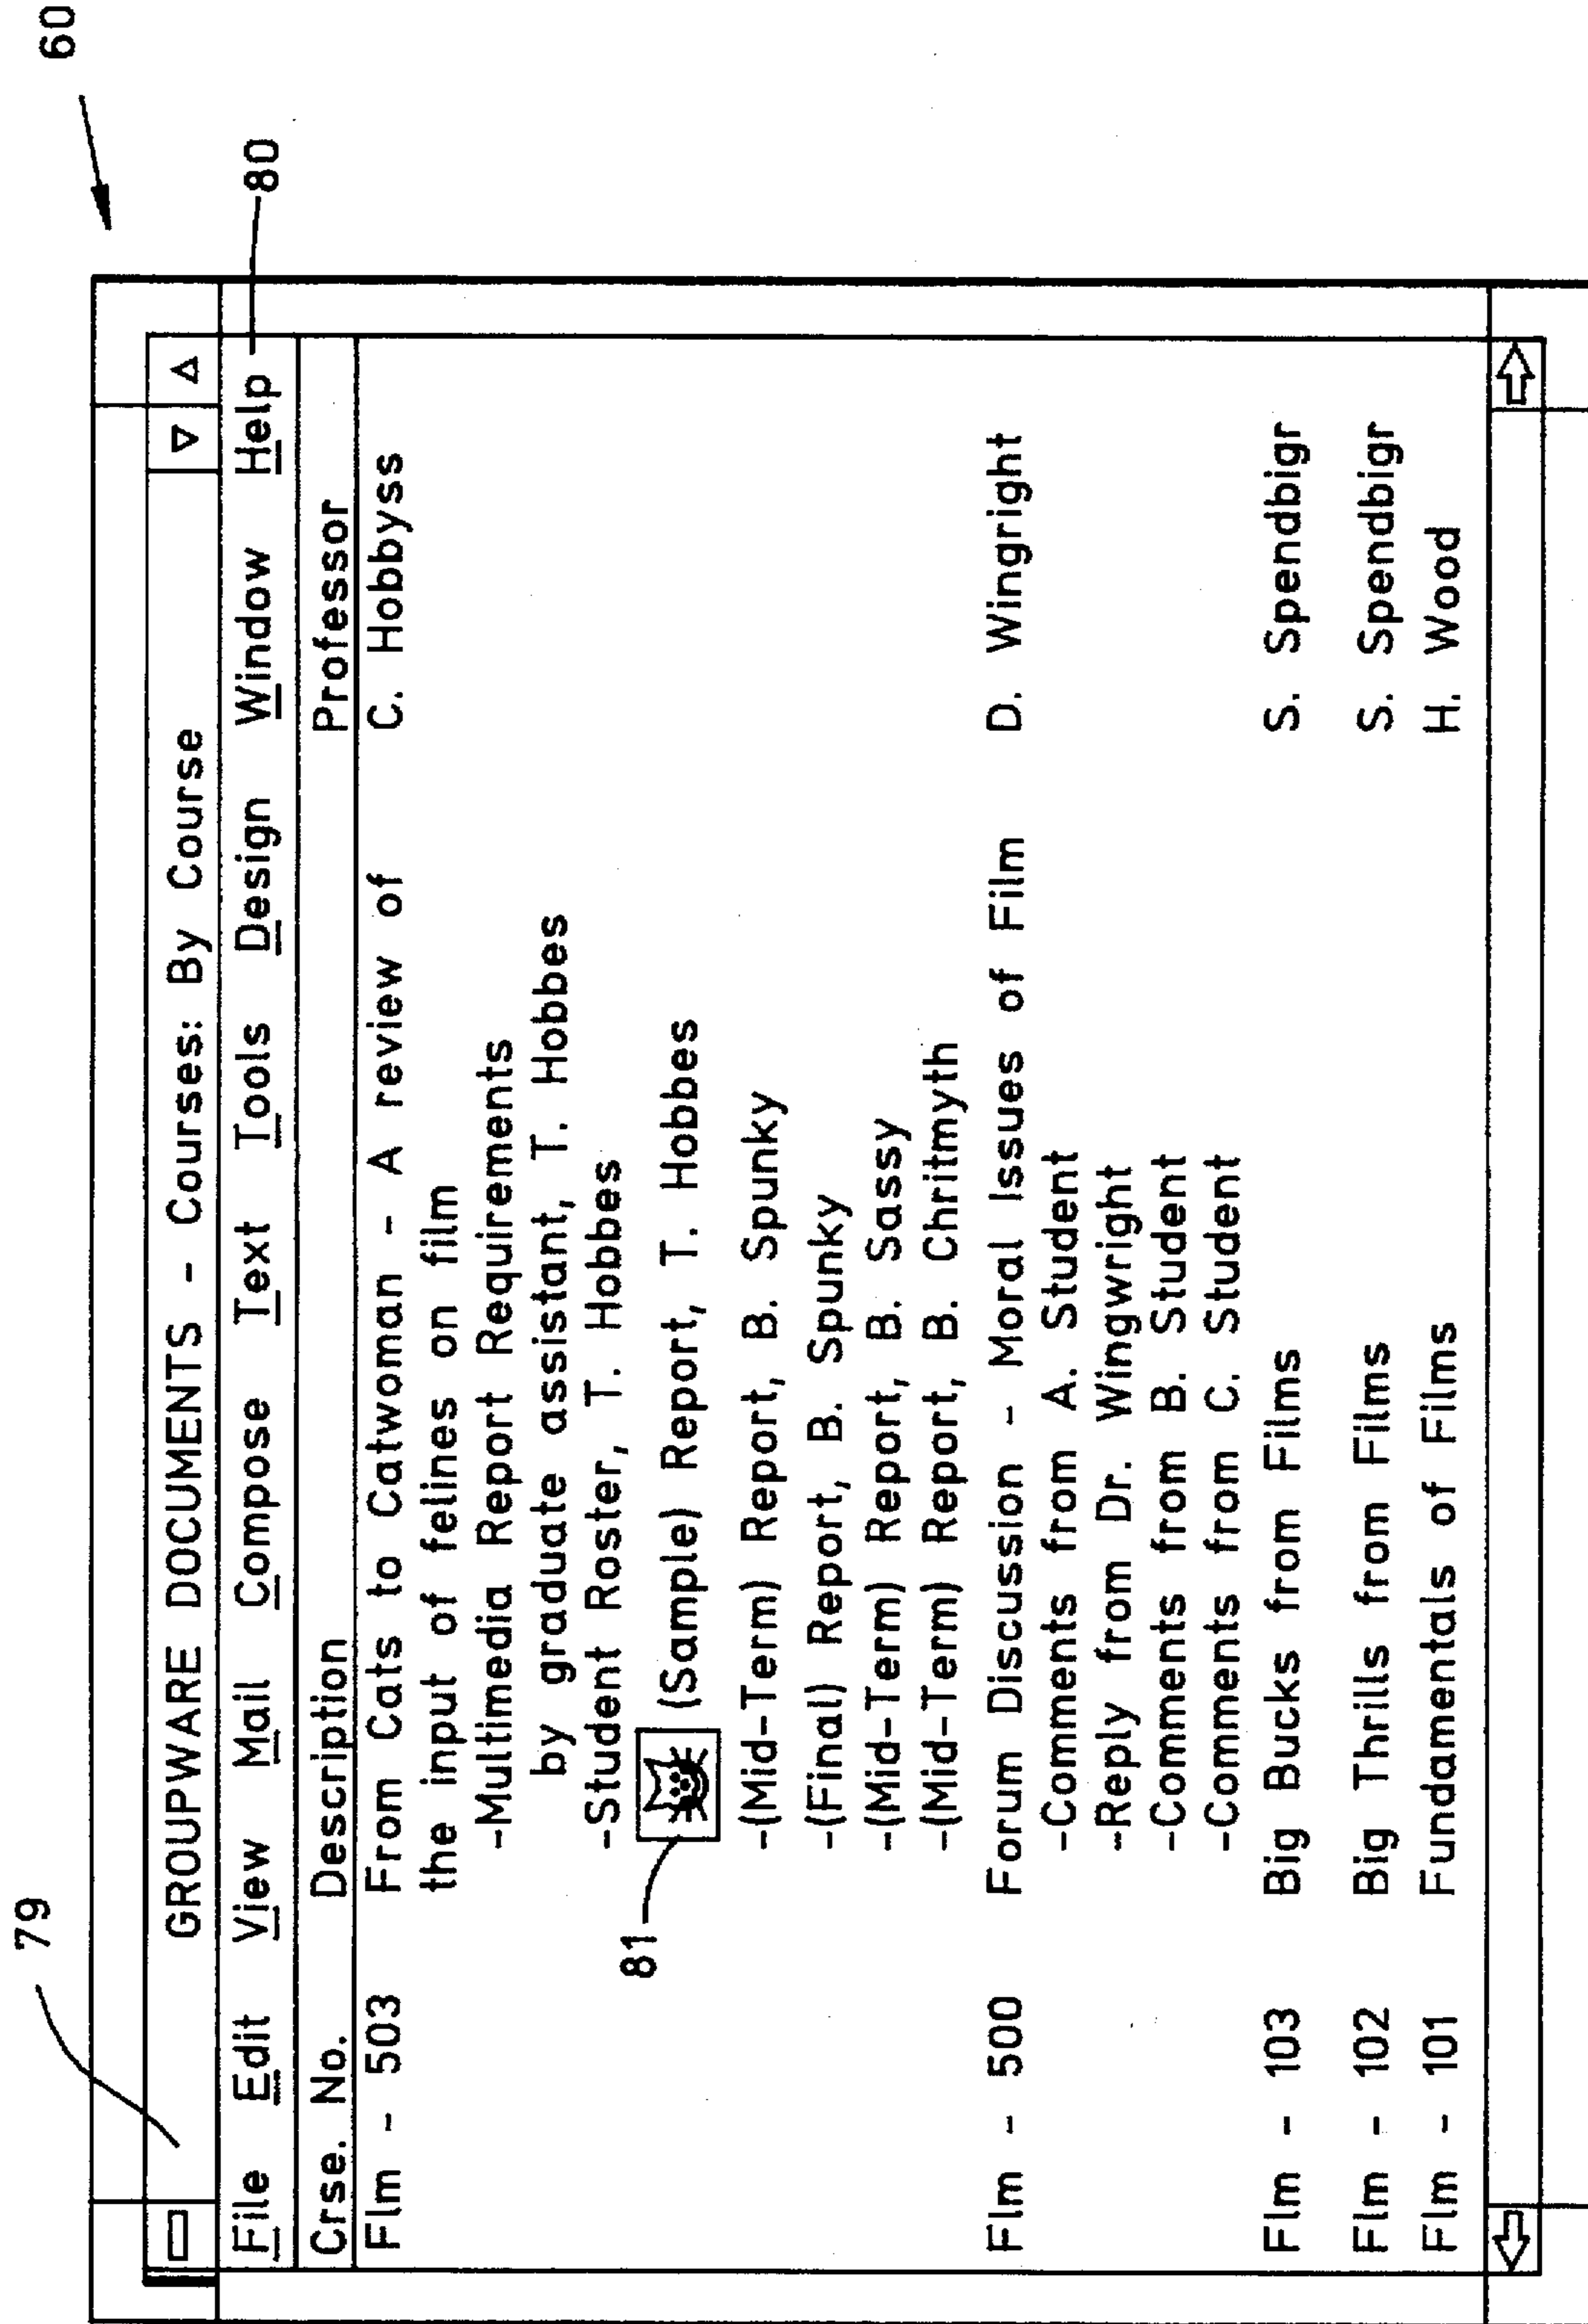 60
79
GROUPWARE DOCUMENTS - Courses: By Course
File Edit View Mail Compose Text Tools Design Window Help
80
Crse. No. Description Professor
Flm - 503 From Cats to Catwoman - A review of C. Hobbyss
the input of felines on film
-Multimedia Report Requirements
by graduate assistant, T. Hobbes
-Student Roster, T. Hobbes
81
(Sample) Report, T. Hobbes
-(Mid-Term) Report, B. Spunky
-(Final) Report, B. Spunky
-(Mid-Term) Report, B. Sassy
-(Mid-Term) Report, B. Chritmyth
Flm - 500 Forum Discussion - Moral Issues of Film D. Wingright
-Comments from A. Student
-Reply from Dr. Wingwright
-Comments from B. Student
-Comments from C. Student
Flm - 103 Big Bucks from Films S. Spendbigr
Flm - 102 Big Thrills from Films S. Spendbigr
Flm - 101 Fundamentals of Films H. Wood